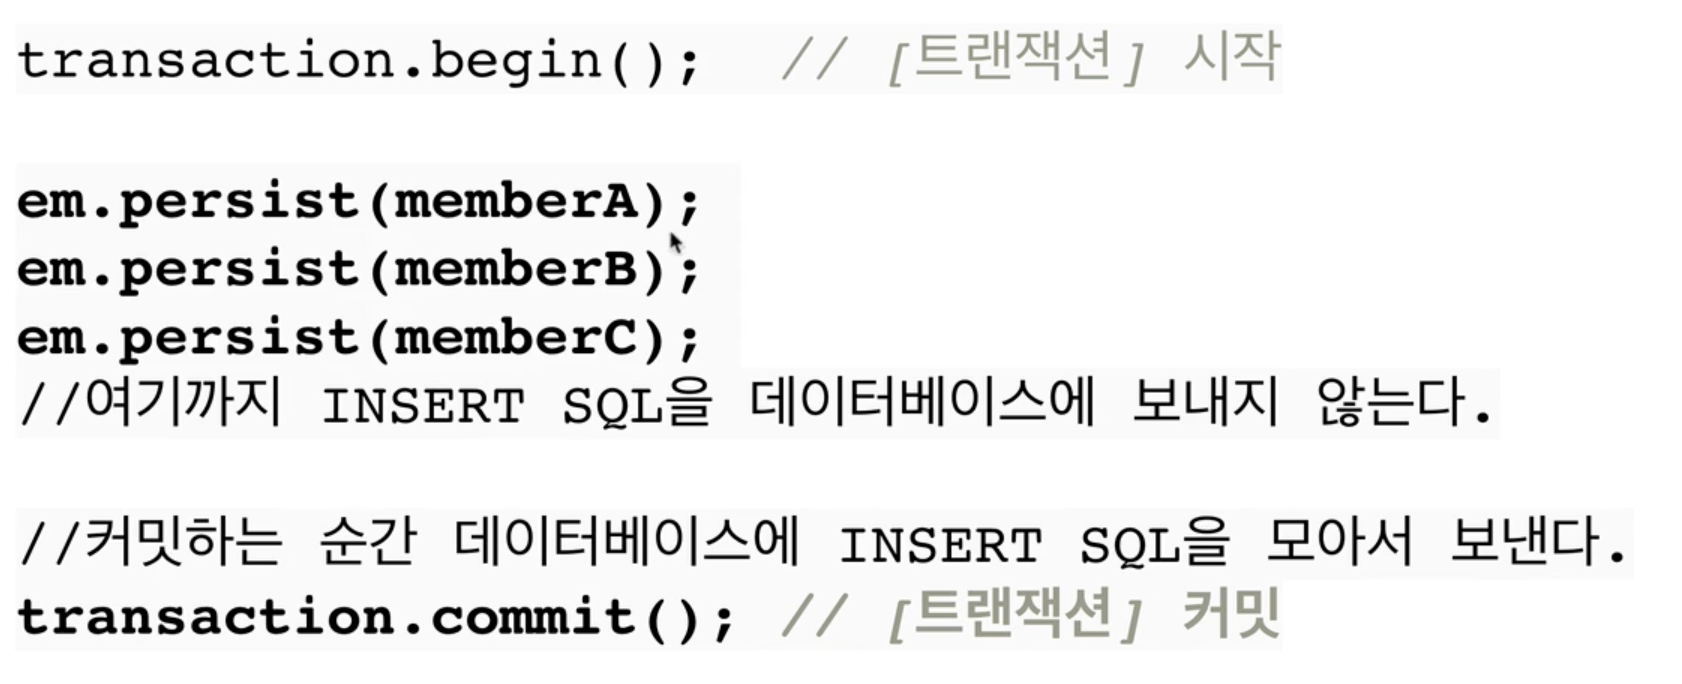 transaction.begin(); // [트랜잭션] 시작
em.persist(memberA);
em.persist(memberB);
em.persist(memberC);
//여기까지 INSERT SQL을 데이터베이스에 보내지 않는다.
//커밋하는 순간 데이터베이스에 INSERT SQL을 모아서 보낸다.
transaction.commit(); // [트랜잭션] 커밋